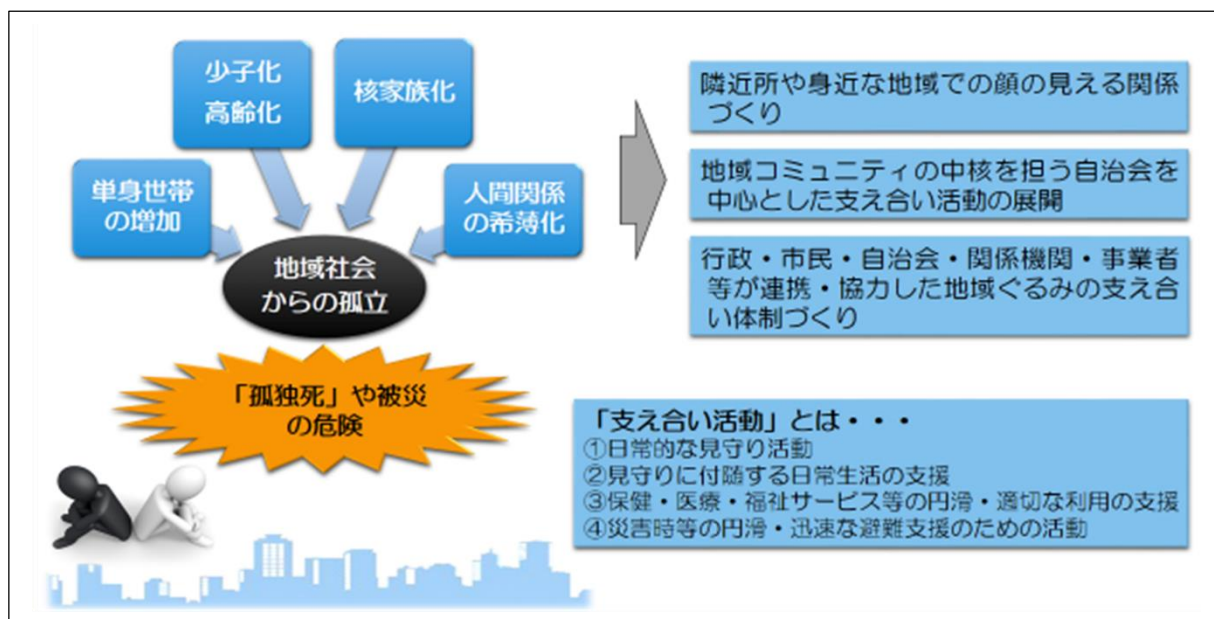 少子化
高齢化
核家族化
単身世帯
の増加
人間関係
の希薄化
地域社会
からの孤立
「孤独死」や被災
の危険
隣近所や身近な地域での顔の見える関係
づくり
地域コミュニティの中核を担う自治会を
中心とした支え合い活動の展開
行政・市民・自治会・関係機関・事業者
等が連携・協力した地域ぐるみの支え合
い体制づくり
「支え合い活動」とは・・・
①日常的な見守り活動
②見守りに付随する日常生活の支援
③保健・医療・福祉サービス等の円滑・適切な利用の支援
④災害時等の円滑・迅速な避難支援のための活動